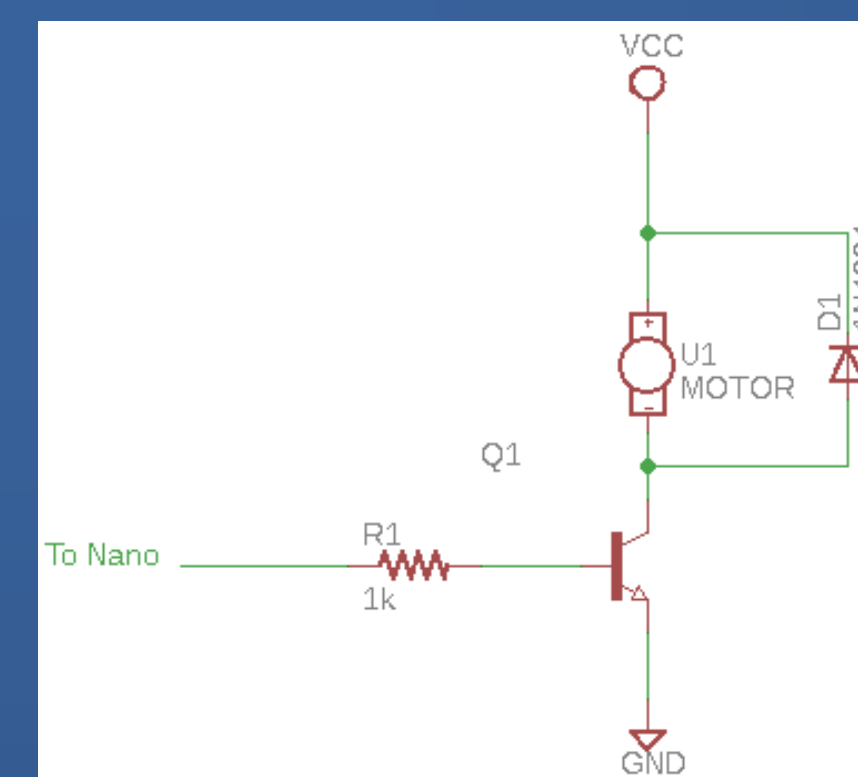 VCC
D1
+
U1
MOTOR
-
Q1
R1
To Nano
1k
GND